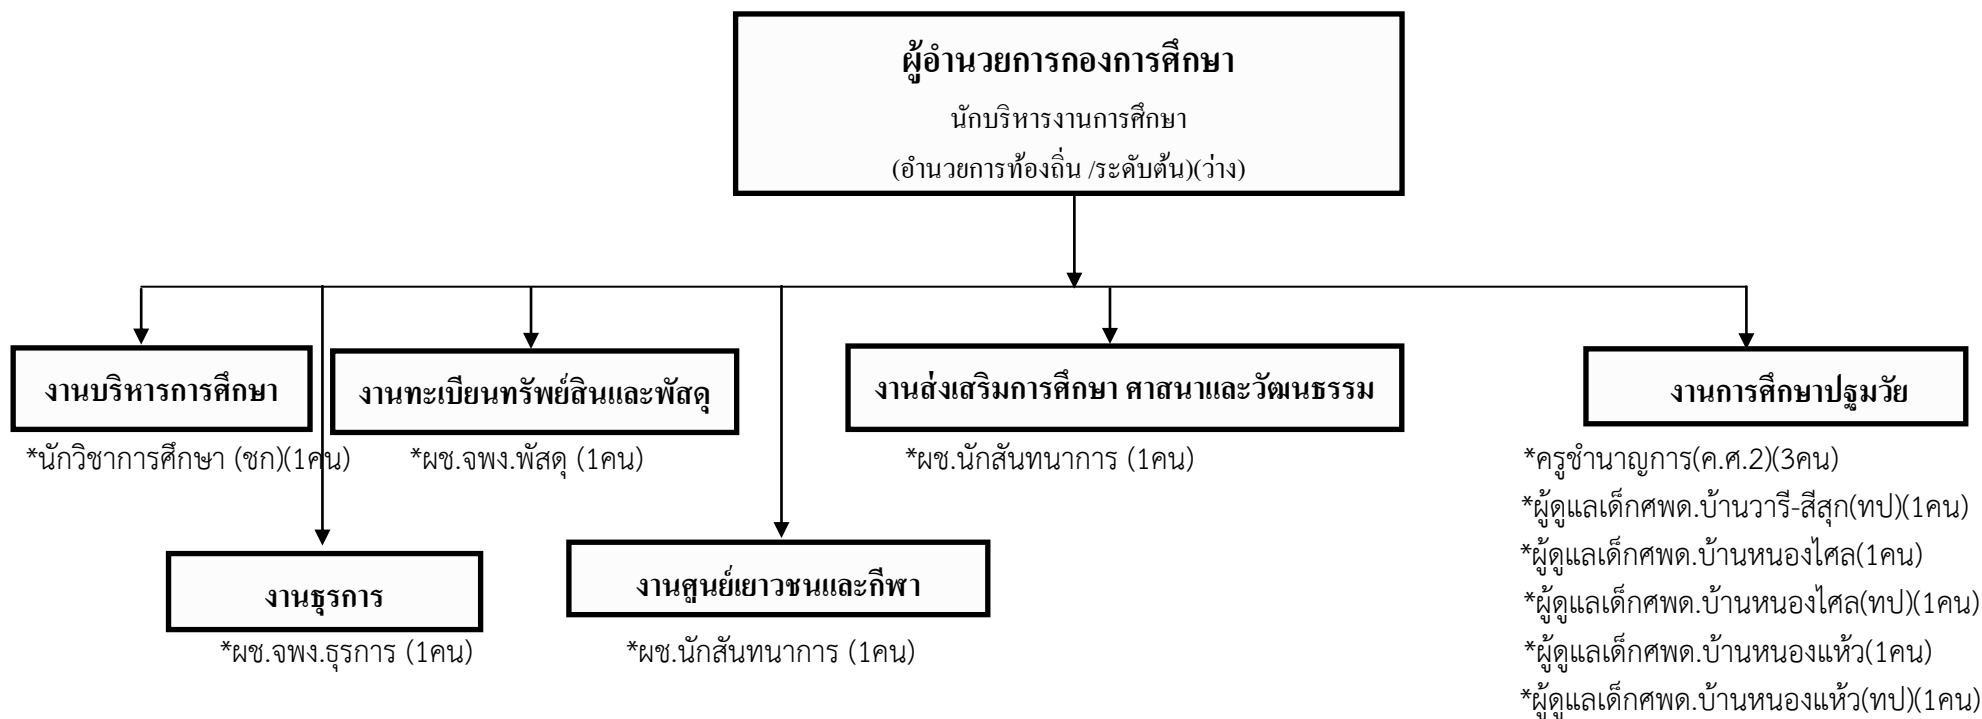 ผู้อำนวยการกองการศึกษา
นักบริหารงานการศึกษา
(อำนวยการท้องถิ่น /ระดับต้น)(ว่าง)
งานบริหารการศึกษา
*นักวิชาการศึกษา (ชก)(1คน)
งานทะเบียนทรัพย์สินและพัสดุ
*ผช.จพง.พัสดุ (1คน)
งานส่งเสริมการศึกษา ศาสนาและวัฒนธรรม
*ผช.นักสันทนาการ (1คน)
งานการศึกษาปฐมวัย
*ครูชำนาญการ(ค.ศ.2)(3คน)
*ผู้ดูแลเด็กศพด.บ้านวารี-สีสุก(ทป)(1คน)
*ผู้ดูแลเด็กศพด.บ้านหนองไศล(1คน)
*ผู้ดูแลเด็กศพด.บ้านหนองไศล(ทป)(1คน)
*ผู้ดูแลเด็กศพด.บ้านหนองแห้ว(1คน)
*ผู้ดูแลเด็กศพด.บ้านหนองแห้ว(ทป)(1คน)
งานธุรการ
*ผช.จพง.ธุรการ (1คน)
งานศูนย์เยาวชนและกีฬา
*ผช.นักสันทนาการ (1คน)